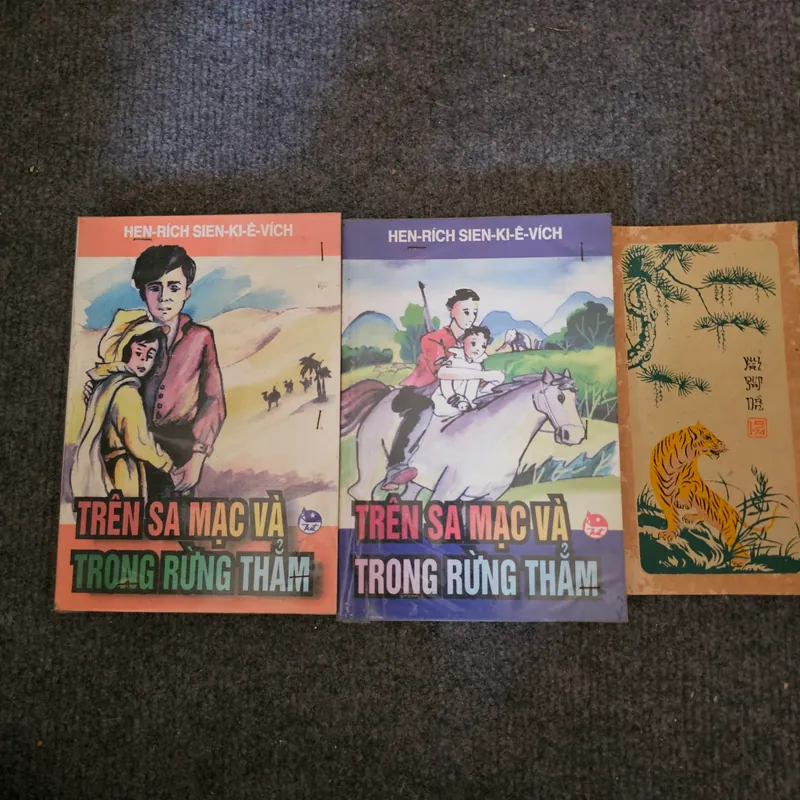 HEN-RÍCH SIEN-KI-Ê-VÍCH
TRÊN SA MẠC VÀ
TRONG RỪNG THẲM
HEN-RÍCH SIEN-KI-Ê-VÍCH
TRÊN SA MẠC VÀ
TRONG RỪNG THẲM